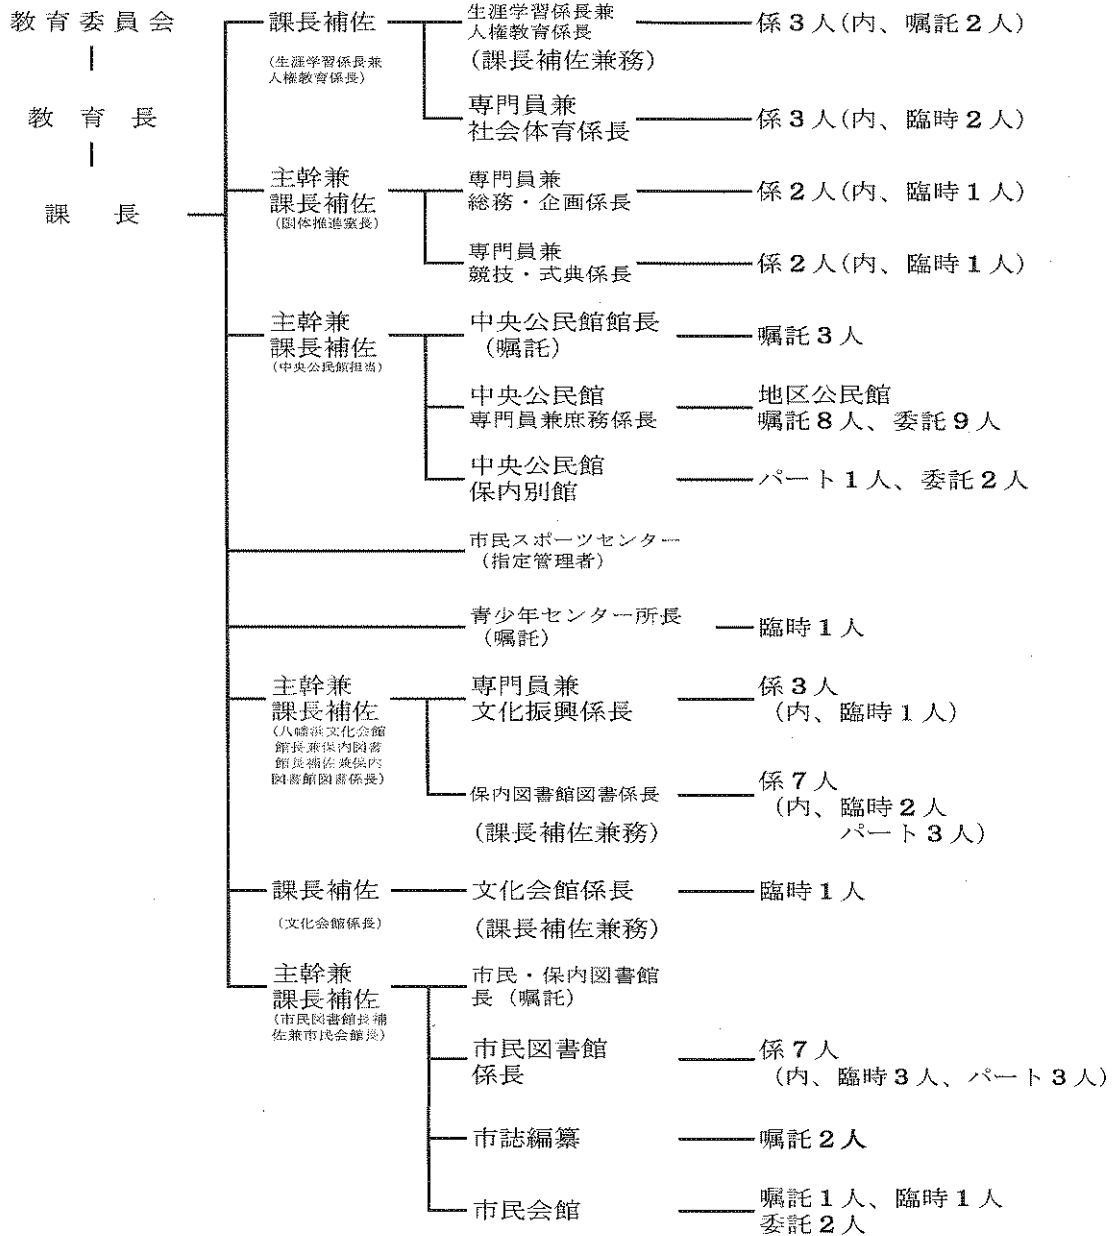 教育委員会
教育長
課長
課長補佐
(生涯学習係長兼
人権教育係長)
生涯学習係長兼
人権教育係長
(課長補佐兼務)
係3人(内、嘱託2人)
専門員兼
社会体育係長
係3人(内、臨時2人)
主幹兼
課長補佐
(国体推進室長)
専門員兼
総務・企画係長
係2人(内、臨時1人)
専門員兼
競技・式典係長
係2人(内、臨時1人)
主幹兼
課長補佐
(中央公民館担当)
中央公民館館長
(嘱託)
嘱託3人
中央公民館
専門員兼庶務係長
地区公民館
嘱託8人、委託9人
中央公民館
保内別館
パート1人、委託2人
市民スポーツセンター
(指定管理者)
青少年センター所長
(嘱託)
臨時1人
主幹兼
課長補佐
(八幡浜文化会館
館長兼保内図書
館長補佐兼保内
図書館図書係長)
専門員兼
文化振興係長
係3人
(内、臨時1人)
保内図書館図書係長
(課長補佐兼務)
係7人
(内、臨時2人
パート3人)
課長補佐
(文化会館係長)
文化会館係長
(課長補佐兼務)
臨時1人
主幹兼
課長補佐
(市民図書館長補
佐兼市民会館長)
市民・保内図書館
長(嘱託)
市民図書館
係長
係7人
(内、臨時3人、パート3人)
市誌編纂
嘱託2人
市民会館
嘱託1人、臨時1人
委託2人